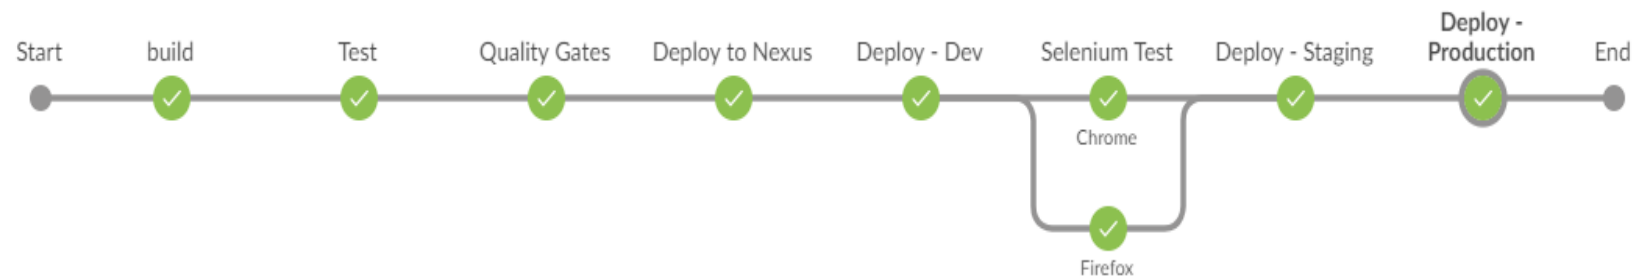 Start
build
Test
Quality Gates
Deploy to Nexus
Deploy - Dev
Selenium Test
Chrome
Firefox
Deploy - Staging
Deploy -
Production
End